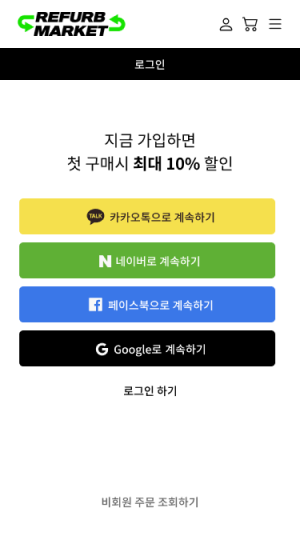 REFURB
MARKET
로그인
지금 가입하면
첫 구매시 최대 10% 할인
TALK 카카오톡으로 계속하기
네이버로 계속하기
페이스북으로 계속하기
Google로 계속하기
로그인 하기
비회원 주문 조회하기